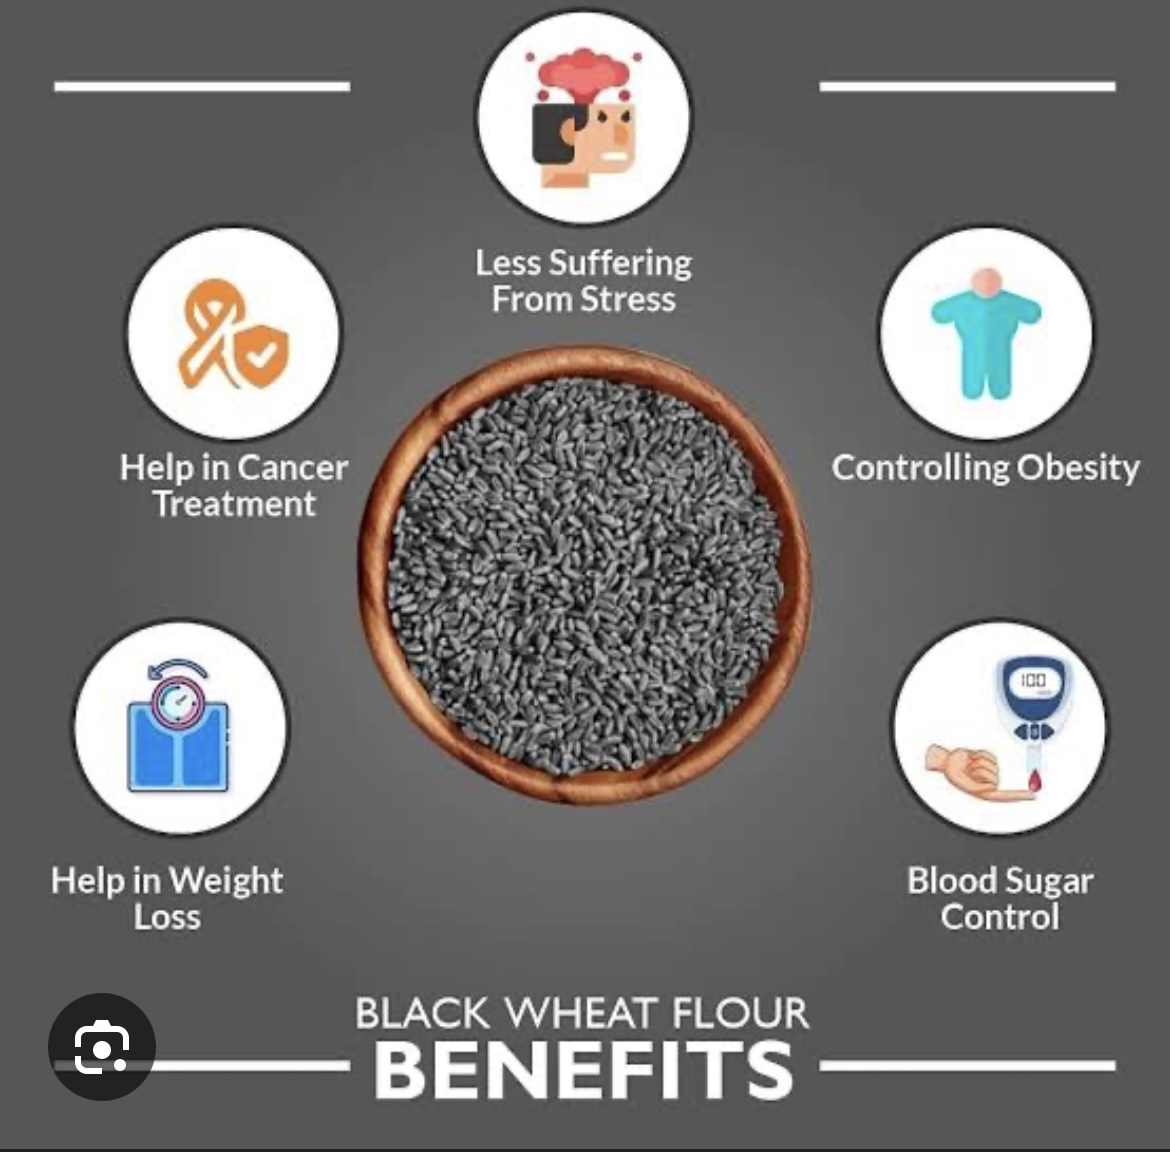 Less Suffering
From Stress
Help in Cancer
Treatment
Controlling Obesity
100
Help in Weight
Loss
Blood Sugar
Control
BLACK WHEAT FLOUR
BENEFITS